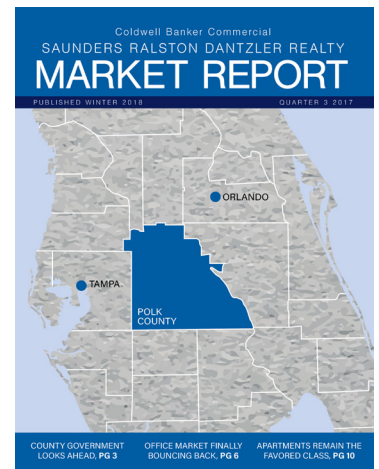 Coldwell Banker Commercial
SAUNDERS RALSTON DANTZLER REALTY
MARKET REPORT
PUBLISHED WINTER 2018 QUARTER 3 2017
ORLANDO
TAMPA
POLK
COUNTY
COUNTY GOVERNMENT
LOOKS AHEAD, PG 3
OFFICE MARKET FINALLY
BOUNCING BACK, PG 6
APARTMENTS REMAIN THE
FAVORED CLASS, PG 10